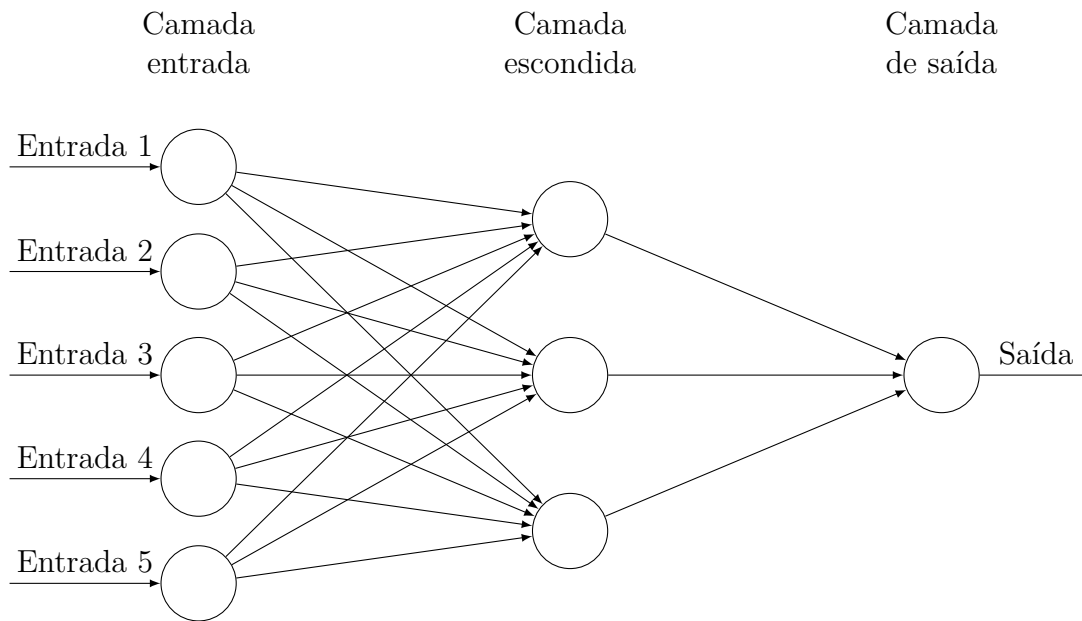 Camada
entrada
Camada
escondida
Camada
de saída
Entrada 1
Entrada 2
Entrada 3
Entrada 4
Entrada 5
Saída